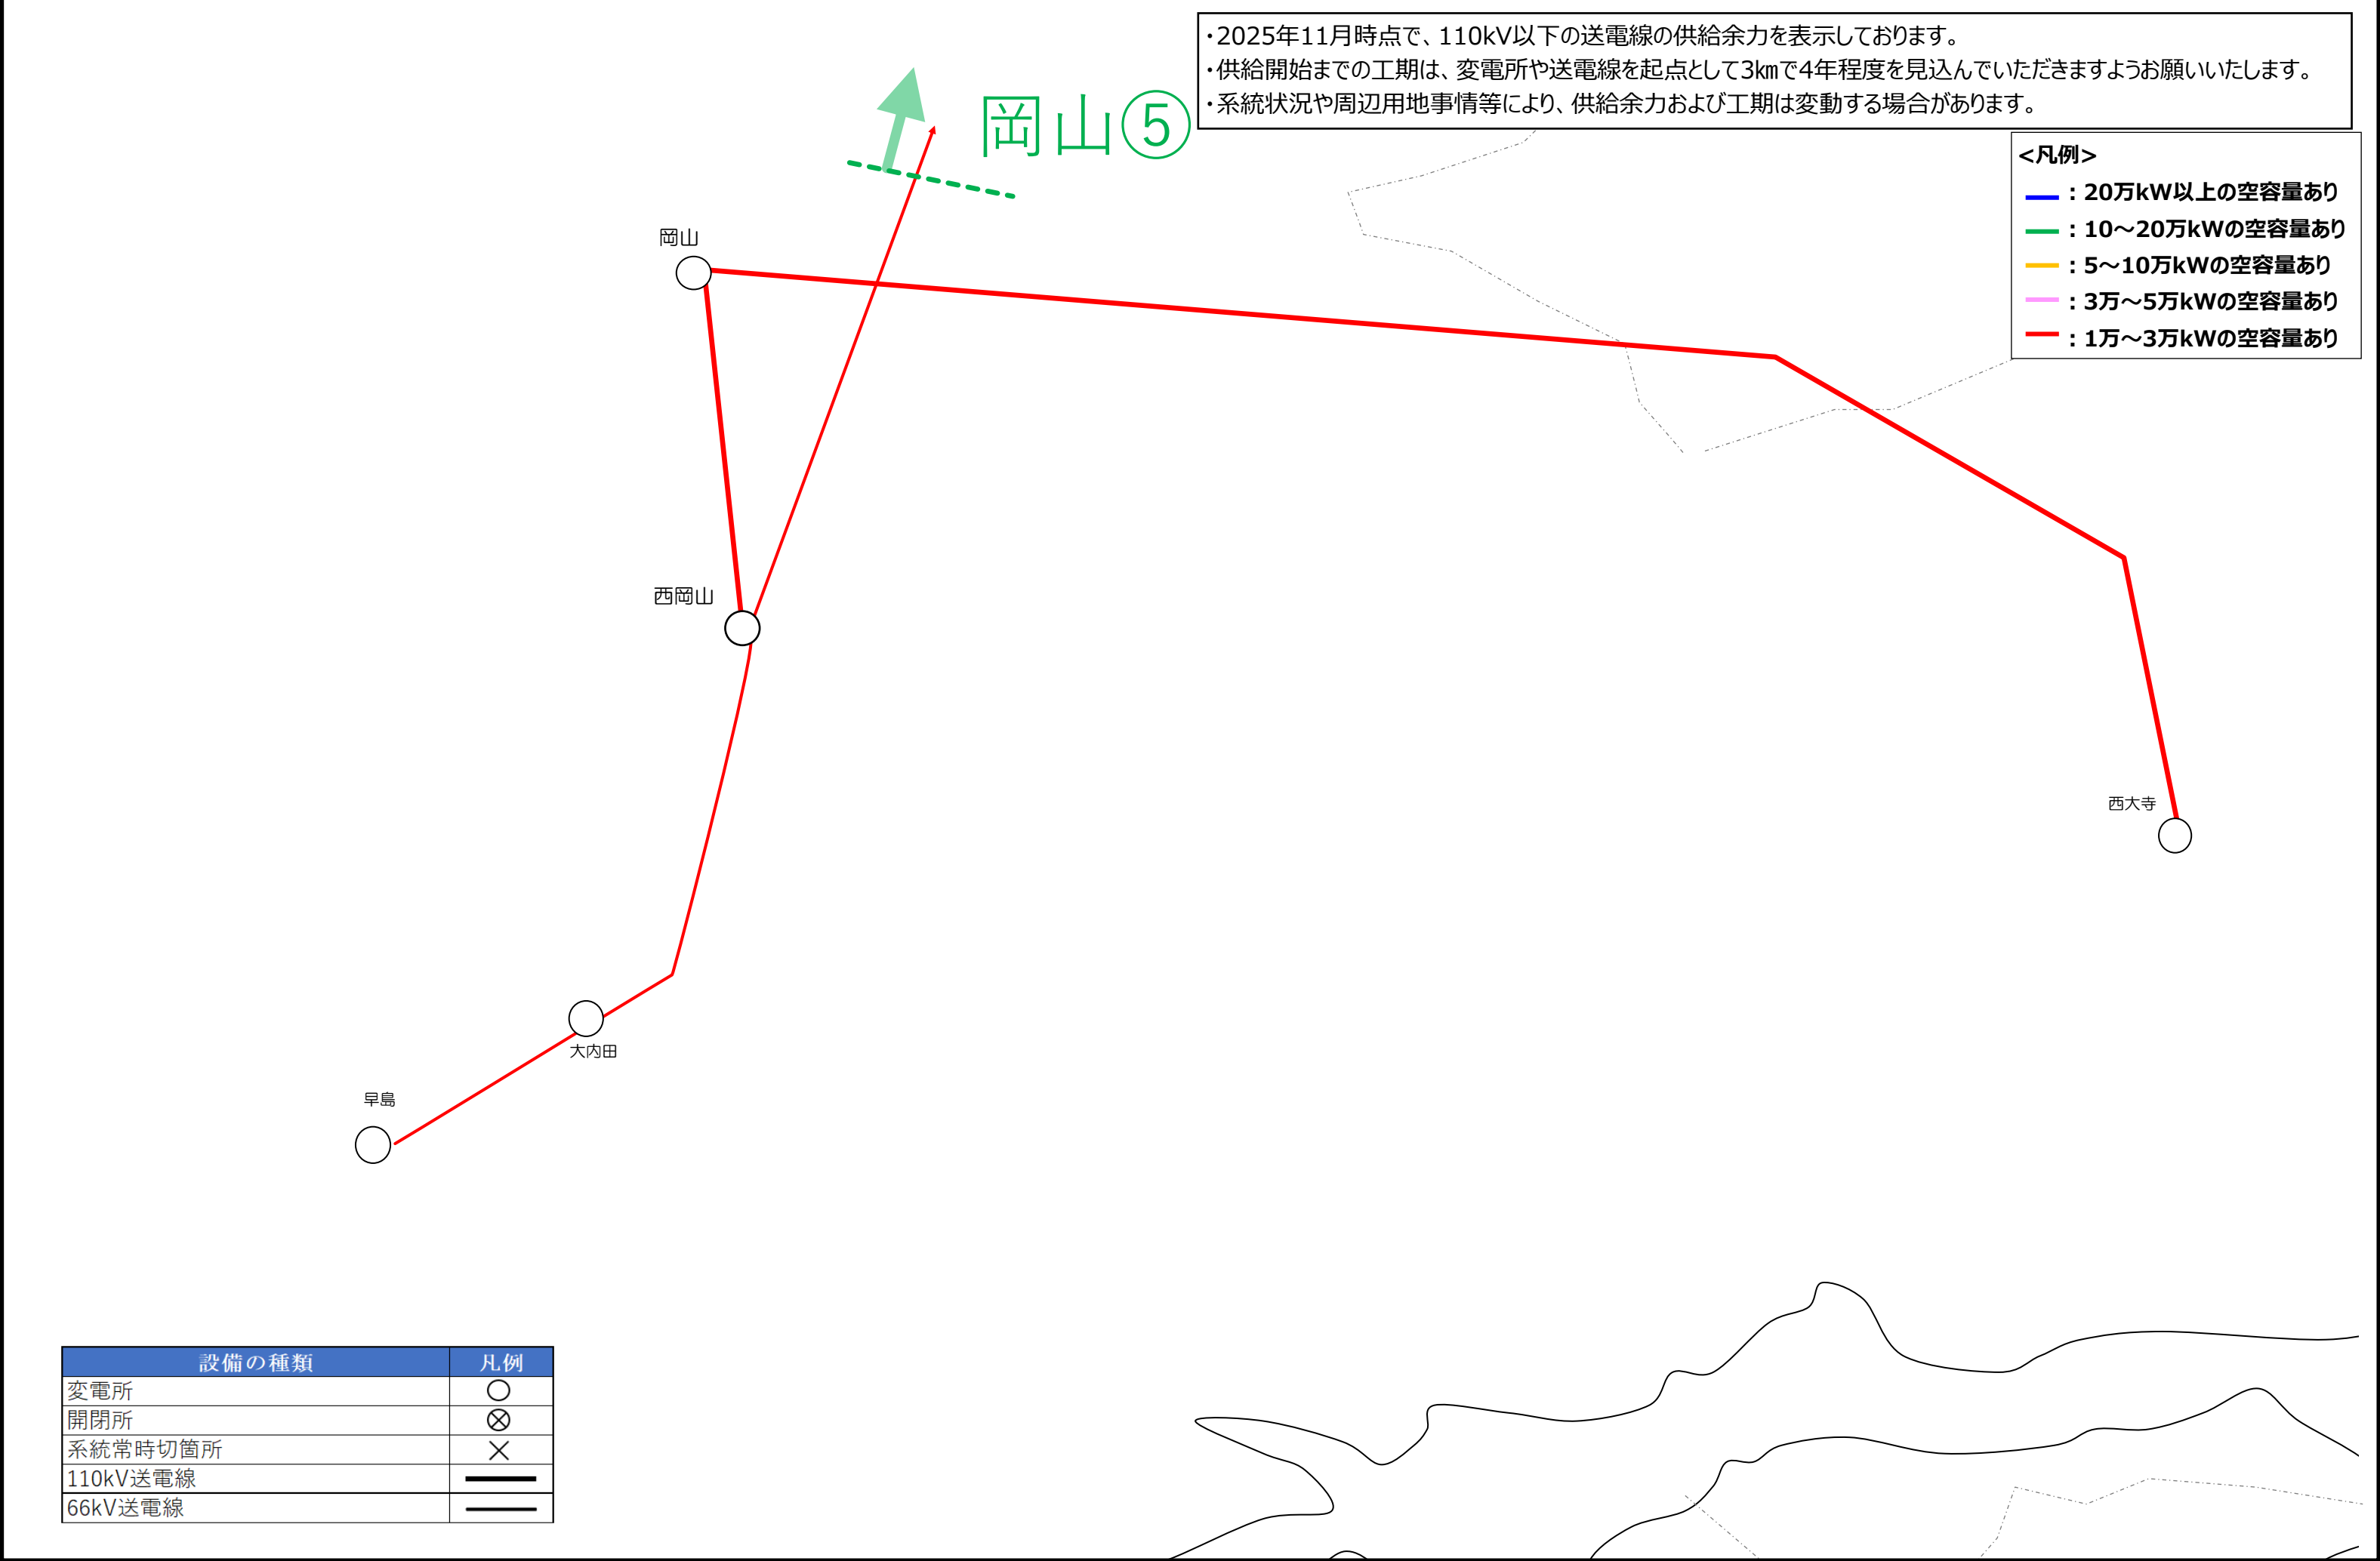 ・2025年11月時点で、110kV以下の送電線の供給余力を表示しております。
・供給開始までの工期は、変電所や送電線を起点として3kmで4年程度を見込んでいただきますようお願いいたします。
・系統状況や周辺用地事情等により、供給余力および工期は変動する場合があります。
岡山⑤
<凡例>
：20万kW以上の空容量あり
：10～20万kWの空容量あり
：5～10万kWの空容量あり
：3万～5万kWの空容量あり
：1万～3万kWの空容量あり
岡山
西岡山
西大寺
大内田
早島
設備の種類 凡例
変電所
開閉所
系統常時切箇所
110kV送電線
66kV送電線